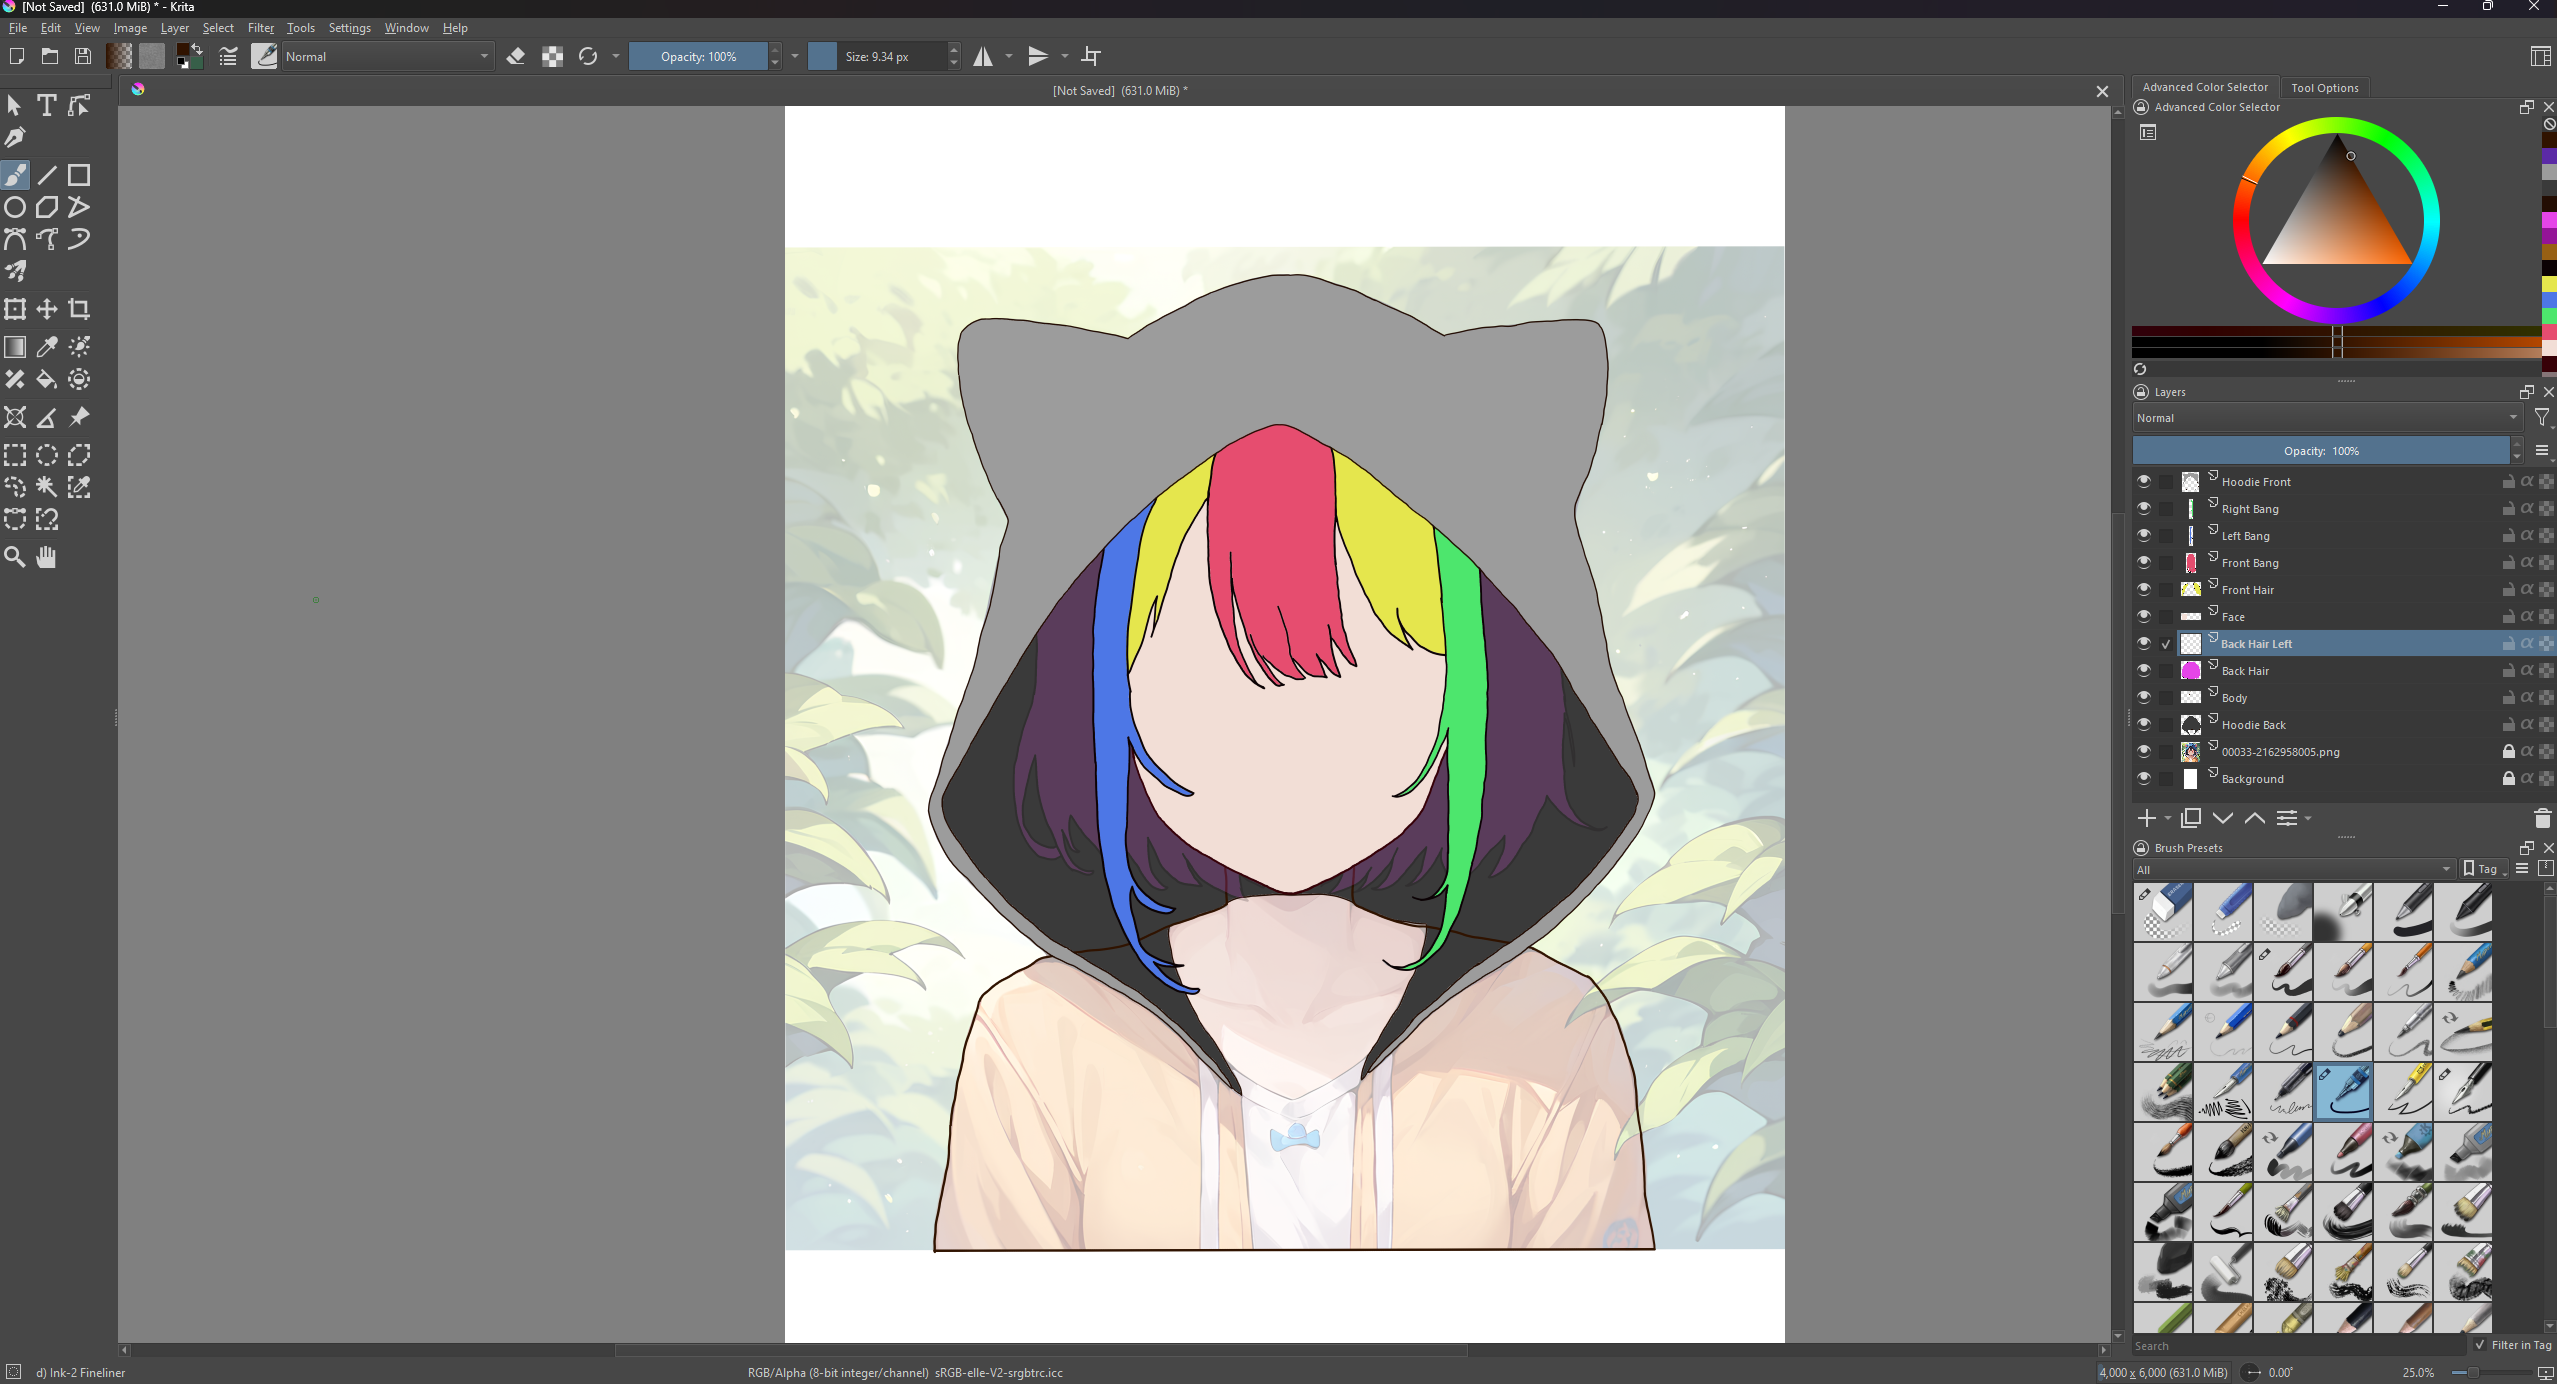 [Not Saved]  (631.0 MiB) * - Krita
File Edit View Image Layer Select Filter Tools Settings Window Help
Normal Opacity: 100% Size: 9.34 px
[Not Saved]  (631.0 MiB) *
Advanced Color Selector Tool Options
Advanced Color Selector
Layers
Normal
Opacity: 100%
Hoodie Front
Right Bang
Left Bang
Front Bang
Front Hair
Face
Back Hair Left
Back Hair
Body
Hoodie Back
00033-2162958005.png
Background
Brush Presets
All Tag
Search Filter in Tag
d) Ink-2 Fineliner RGB/Alpha (8-bit integer/channel)  sRGB-elle-V2-srgbtrc.icc 4,000 x 6,000 (631.0 MiB) 0.00° 25.0%